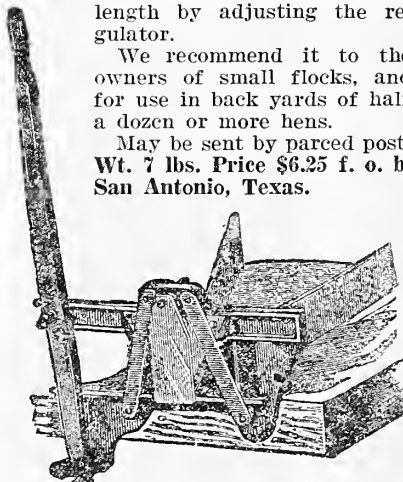 length by adjusting the re
gulator.
We recommend it to the
owners of small flocks, and
for use in back yards of half
a dozen or more hens.
May be sent by parced post
Wt. 7 lbs. Price $6.25 f. o. b
San Antonio, Texas.